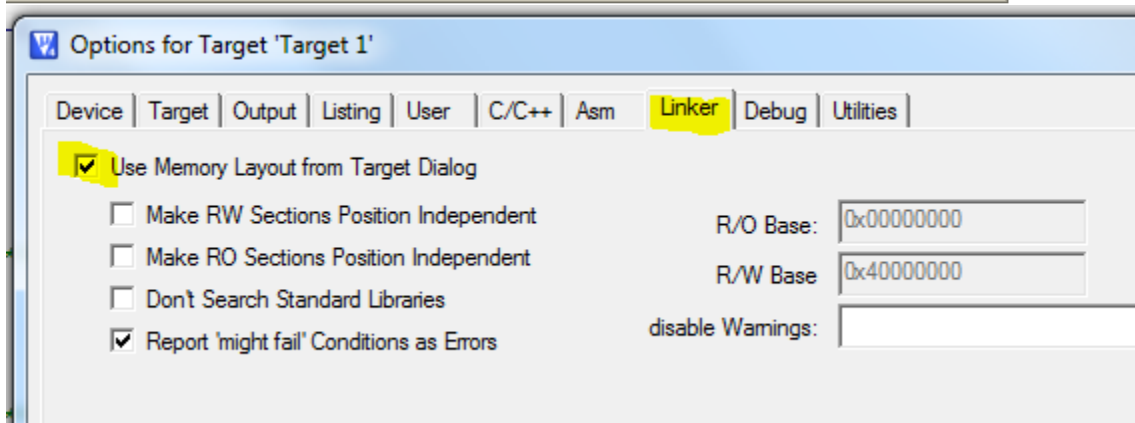 Options for Target 'Target 1'
Device Target Output Listing User C/C++ Asm Linker Debug Utilities
Use Memory Layout from Target Dialog
Make RW Sections Position Independent R/O Base: 0x00000000
Make RO Sections Position Independent R/W Base 0x40000000
Don't Search Standard Libraries disable Warnings:
Report 'might fail' Conditions as Errors